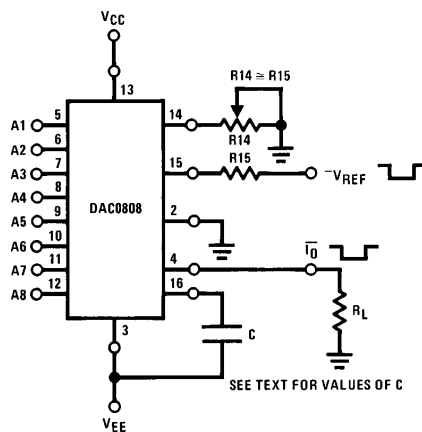 VCC
13
R14 ≅ R15
A1 5
14
R14
A2 6
A3 7
15
R15
−VREF
A4 8
DAC0808
A5 9
2
A6 10
A7 11
4
IO
A8 12
16
C
RL
3
SEE TEXT FOR VALUES OF C
VEE